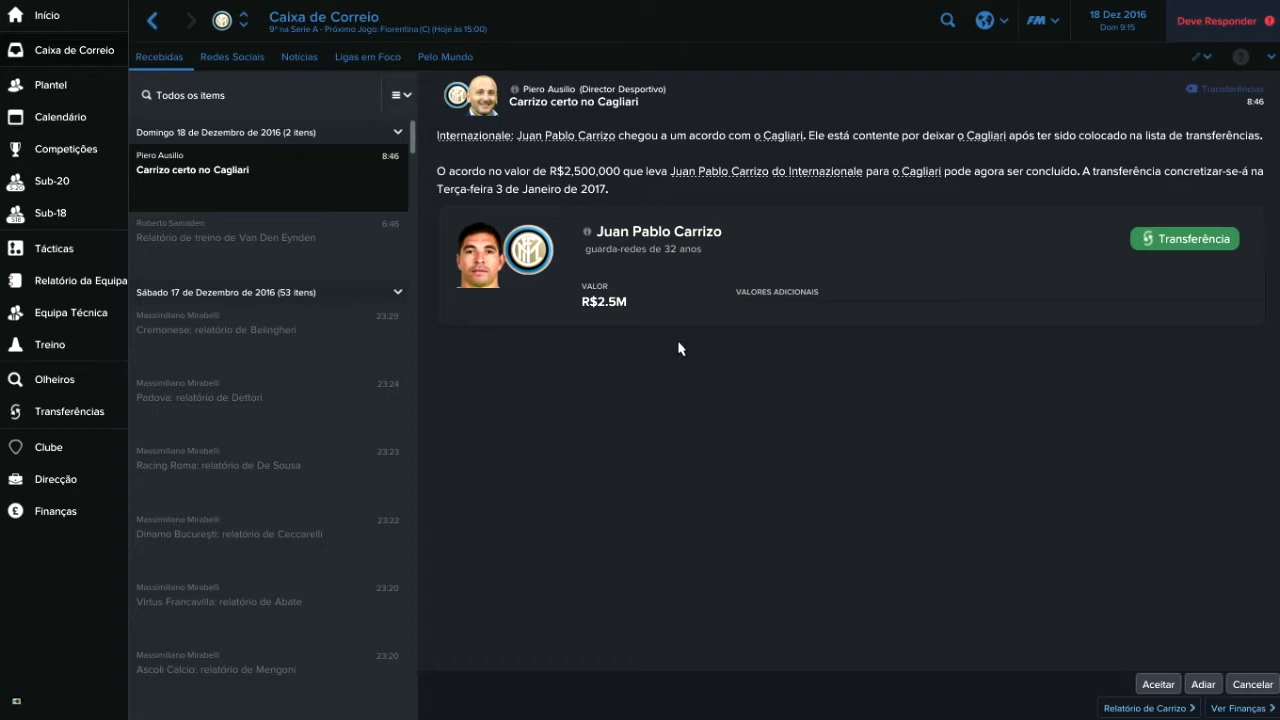 Início
Caixa de Correio
Plantel
Calendário
Competições
Sub-20
Sub-18
Tácticas
Relatório da Equipa
Equipa Técnica
Treino
Olheiros
Transferências
Clube
Direcção
Finanças
Caixa de Correio
9º na Serie A - Próximo Jogo: Fiorentina (C) (Hoje às 15:00)
FM
18 Dez 2016
Dom 9:15
Deve Responder
Recebidas
Redes Sociais
Notícias
Ligas em Foco
Pelo Mundo
Todos os items
Domingo 18 de Dezembro de 2016 (2 itens)
Piero Ausilio 8:46
Carrizo certo no Cagliari
Roberto Samaden 6:46
Relatório de treino de Van Den Eynden
Sábado 17 de Dezembro de 2016 (53 itens)
Massimiliano Mirabelli 23:29
Cremonese: relatório de Belingheri
Massimiliano Mirabelli 23:24
Padova: relatório de Dettori
Massimiliano Mirabelli 23:23
Racing Roma: relatório de De Sousa
Massimiliano Mirabelli 23:22
Dinamo București: relatório de Ceccarelli
Massimiliano Mirabelli 23:20
Virtus Francavilla: relatório de Abate
Massimiliano Mirabelli 23:20
Ascoli Calcio: relatório de Mengoni
Piero Ausilio (Director Desportivo)
Carrizo certo no Cagliari
Transferências
8:46
Internazionale: Juan Pablo Carrizo chegou a um acordo com o Cagliari. Ele está contente por deixar o Cagliari após ter sido colocado na lista de transferências.
O acordo no valor de R$2,500,000 que leva Juan Pablo Carrizo do Internazionale para o Cagliari pode agora ser concluído. A transferência concretizar-se-á na
Terça-feira 3 de Janeiro de 2017.
Juan Pablo Carrizo
guarda-redes de 32 anos
Transferência
VALOR
R$2.5M
VALORES ADICIONAIS
Aceitar
Adiar
Cancelar
Relatório de Carrizo
Ver Finanças